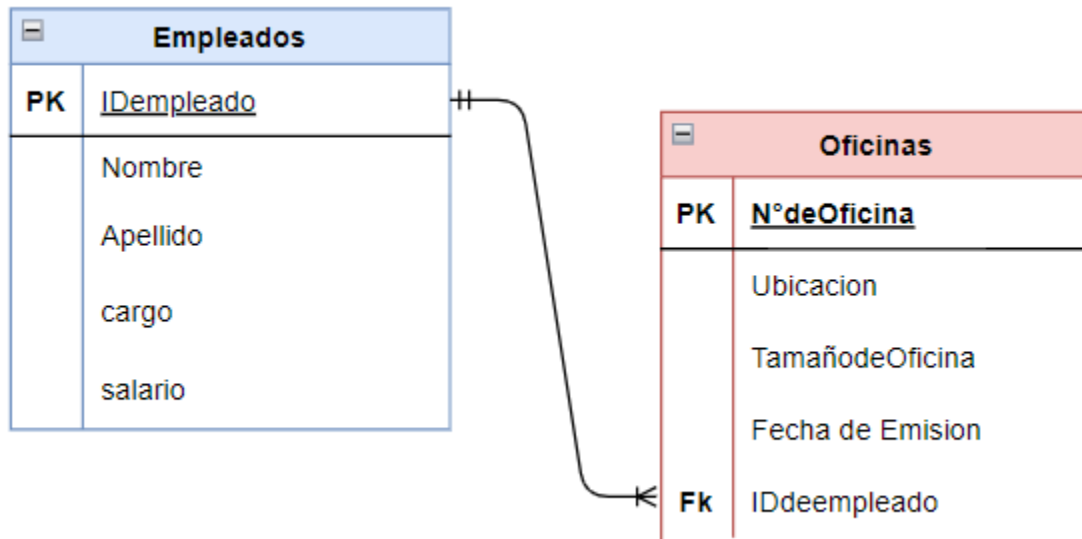 Empleados
PK IDempleado
Nombre
Apellido
cargo
salario
Oficinas
PK N°deOficina
Ubicacion
TamañodeOficina
Fecha de Emision
Fk IDdeempleado